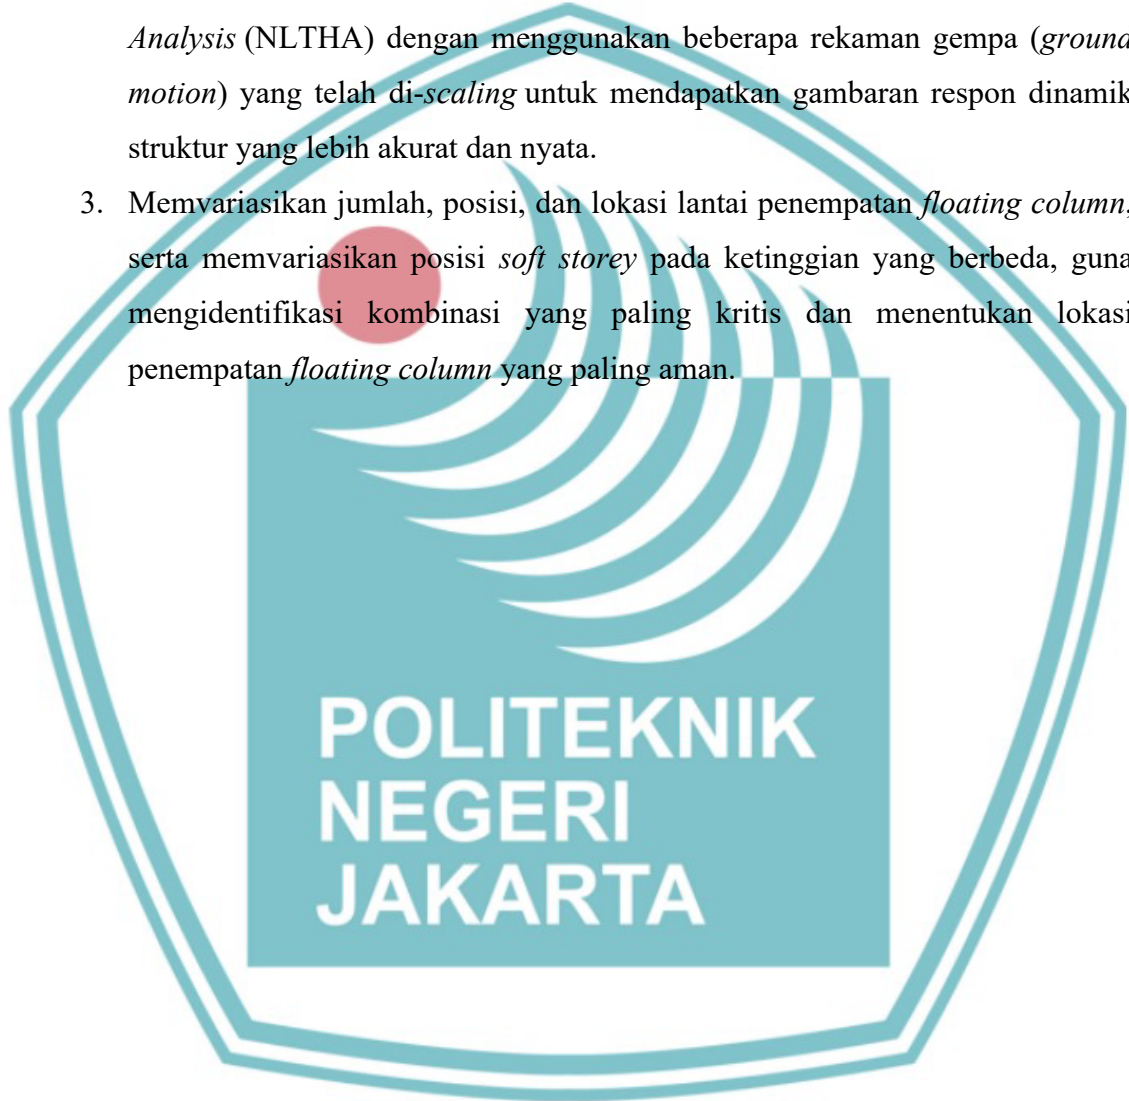 Analysis (NLTHA) dengan menggunakan beberapa rekaman gempa (ground
motion) yang telah di-scaling untuk mendapatkan gambaran respon dinamik
struktur yang lebih akurat dan nyata.
3. Memvariasikan jumlah, posisi, dan lokasi lantai penempatan floating column,
serta memvariasikan posisi soft storey pada ketinggian yang berbeda, guna
mengidentifikasi kombinasi yang paling kritis dan menentukan lokasi
penempatan floating column yang paling aman.
POLITEKNIK
NEGERI
JAKARTA